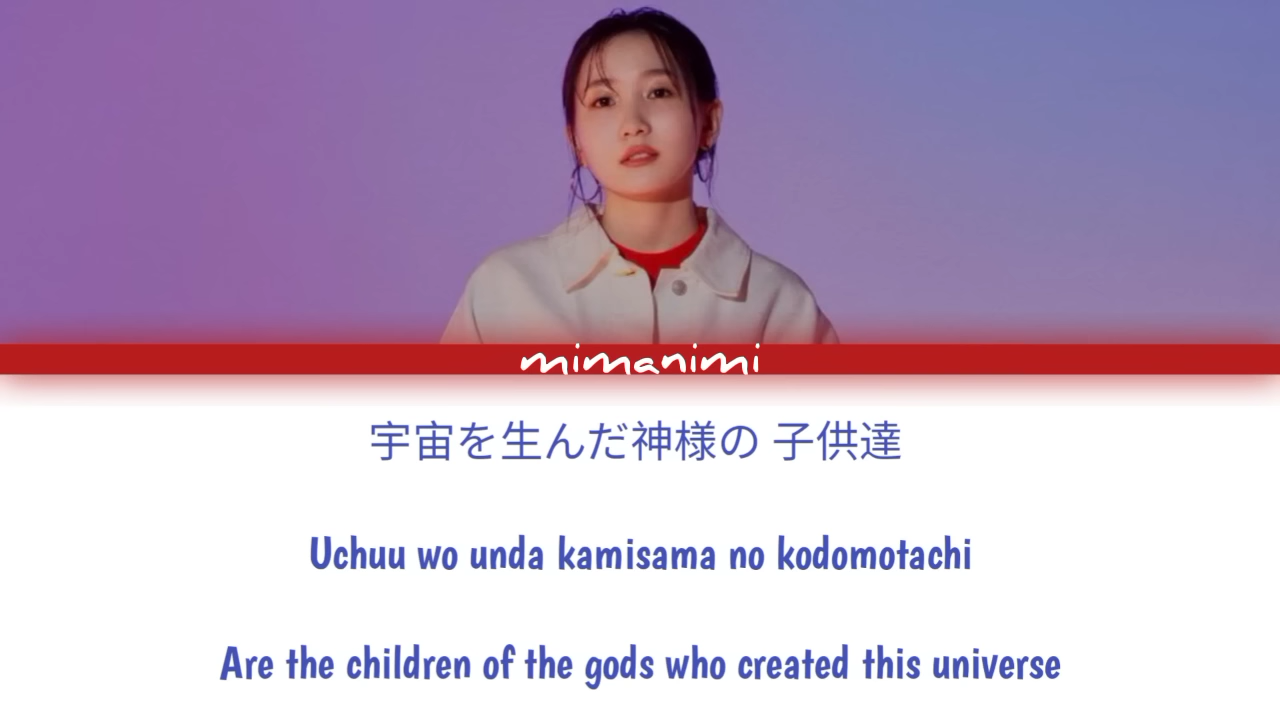 mimanimi
宇宙を生んだ神様の 子供達
Uchuu wo unda kamisama no kodomotachi
Are the children of the gods who created this universe